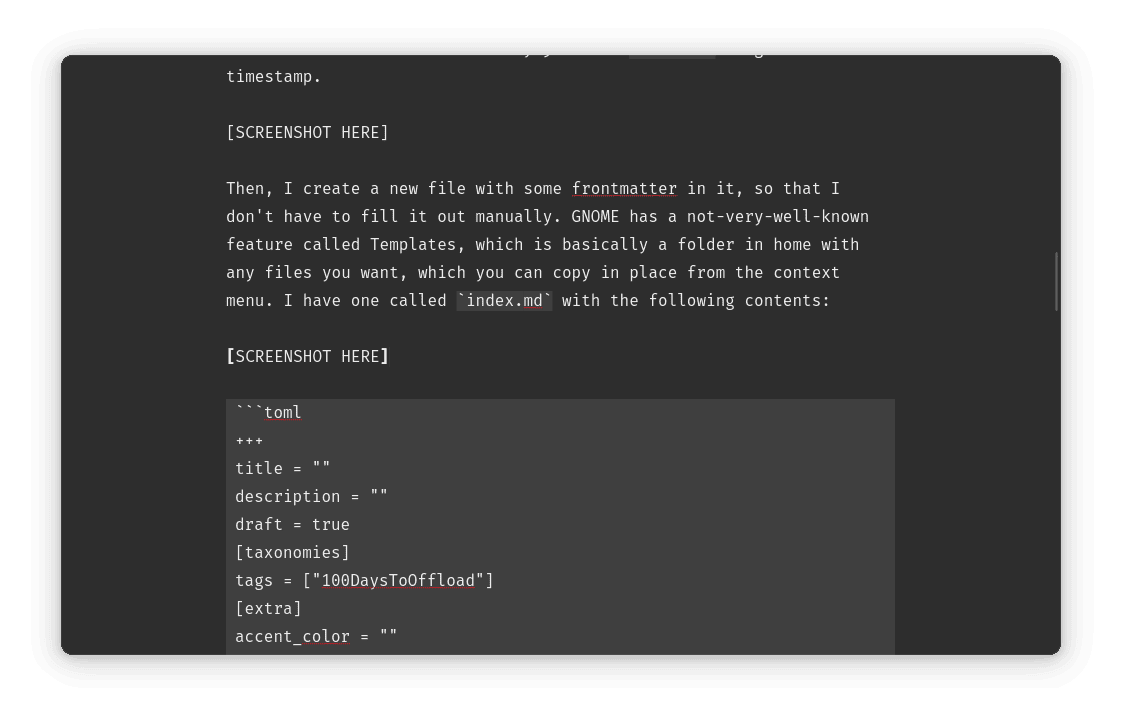 timestamp.
[SCREENSHOT HERE]
Then, I create a new file with some frontmatter in it, so that I
don't have to fill it out manually. GNOME has a not-very-well-known
feature called Templates, which is basically a folder in home with
any files you want, which you can copy in place from the context
menu. I have one called `index.md` with the following contents:
[SCREENSHOT HERE]
```toml
+++
title = ""
description = ""
draft = true
[taxonomies]
tags = ["100DaysToOffload"]
[extra]
accent_color = ""